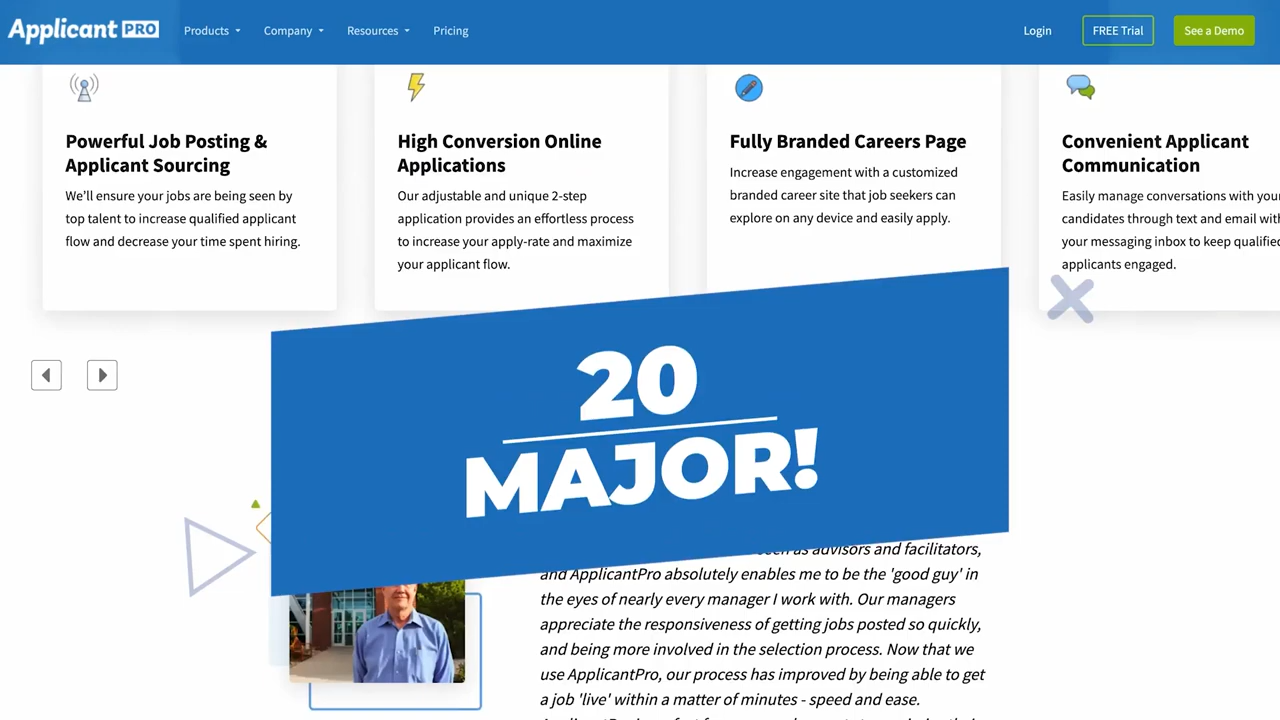 Applicant PRO
Products
Company
Resources
Pricing
Login
FREE Trial
See a Demo
Powerful Job Posting &
Applicant Sourcing
We'll ensure your jobs are being seen by
top talent to increase qualified applicant
flow and decrease your time spent hiring.
High Conversion Online
Applications
Our adjustable and unique 2-step
application provides an effortless process
to increase your apply-rate and maximize
your applicant flow.
Fully Branded Careers Page
Increase engagement with a customized
branded career site that job seekers can
explore on any device and easily apply.
Convenient Applicant
Communication
Easily manage conversations with your
candidates through text and email with
your messaging inbox to keep qualified
applicants engaged.
20
MAJOR!
seen as advisors and facilitators,
and ApplicantPro absolutely enables me to be the 'good guy' in
the eyes of nearly every manager I work with. Our managers
appreciate the responsiveness of getting jobs posted so quickly,
and being more involved in the selection process. Now that we
use ApplicantPro, our process has improved by being able to get
a job 'live' within a matter of minutes - speed and ease.